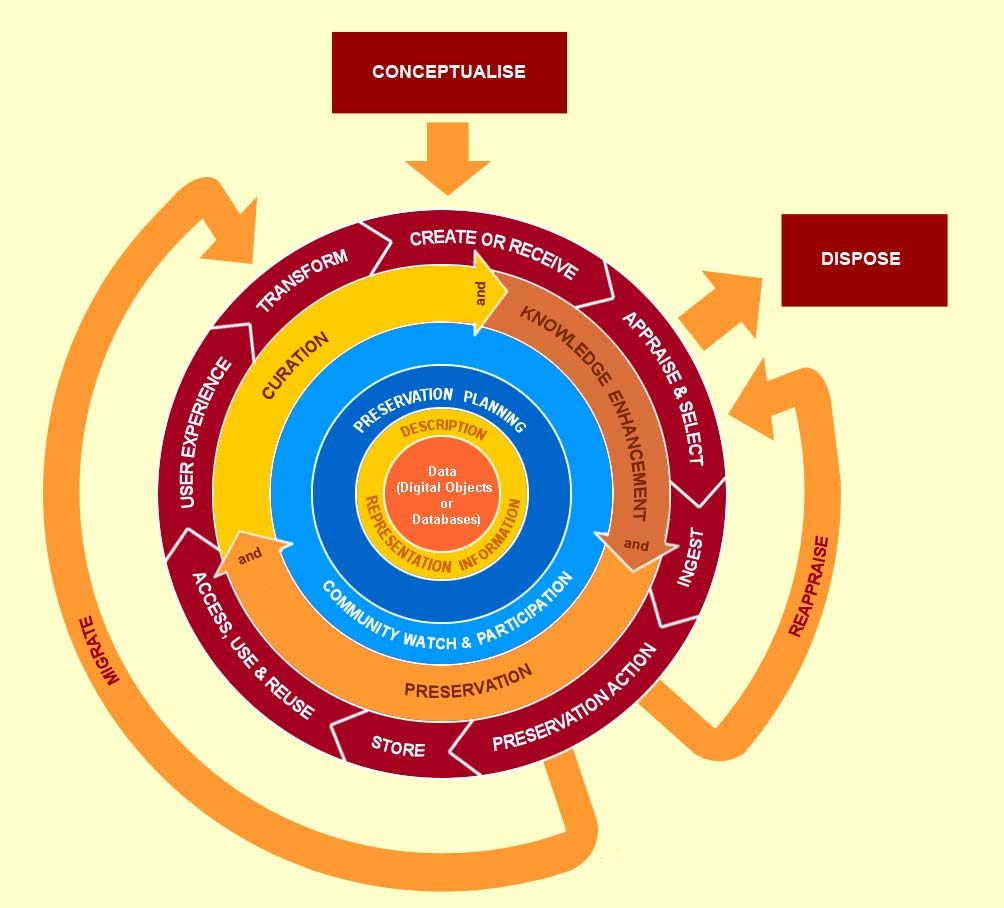 CONCEPTUALISE
DISPOSE
CREATE OR RECEIVE
APPRAISE & SELECT
INGEST
PRESERVATION ACTION
STORE
ACCESS, USE & REUSE
USER EXPERIENCE
TRANSFORM
CURATION
and
KNOWLEDGE ENHANCEMENT
and
PRESERVATION
and
COMMUNITY WATCH & PARTICIPATION
PRESERVATION PLANNING
DESCRIPTION
REPRESENTATION INFORMATION
Data
(Digital Objects
or
Databases)
MIGRATE
REAPPRAISE